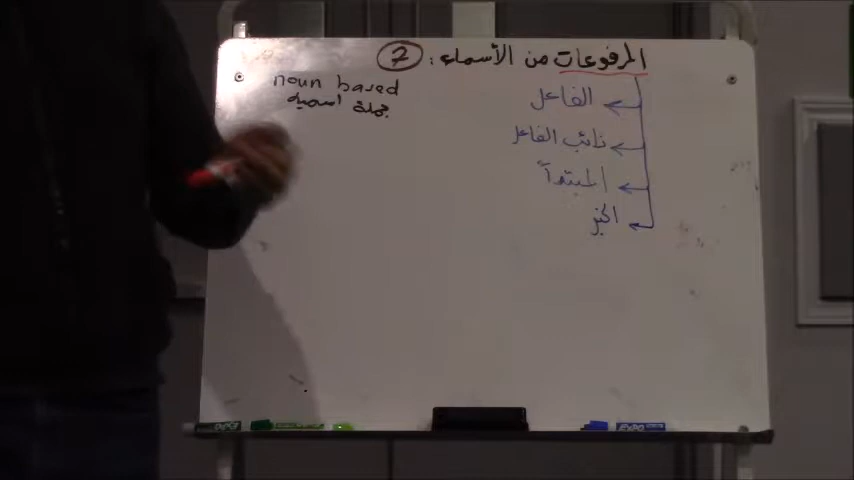 المرفوعات من الأسماء: 7
الفاعل
نائب الفاعل
المبتدأ
الخبر
noun based
جملة اسمية